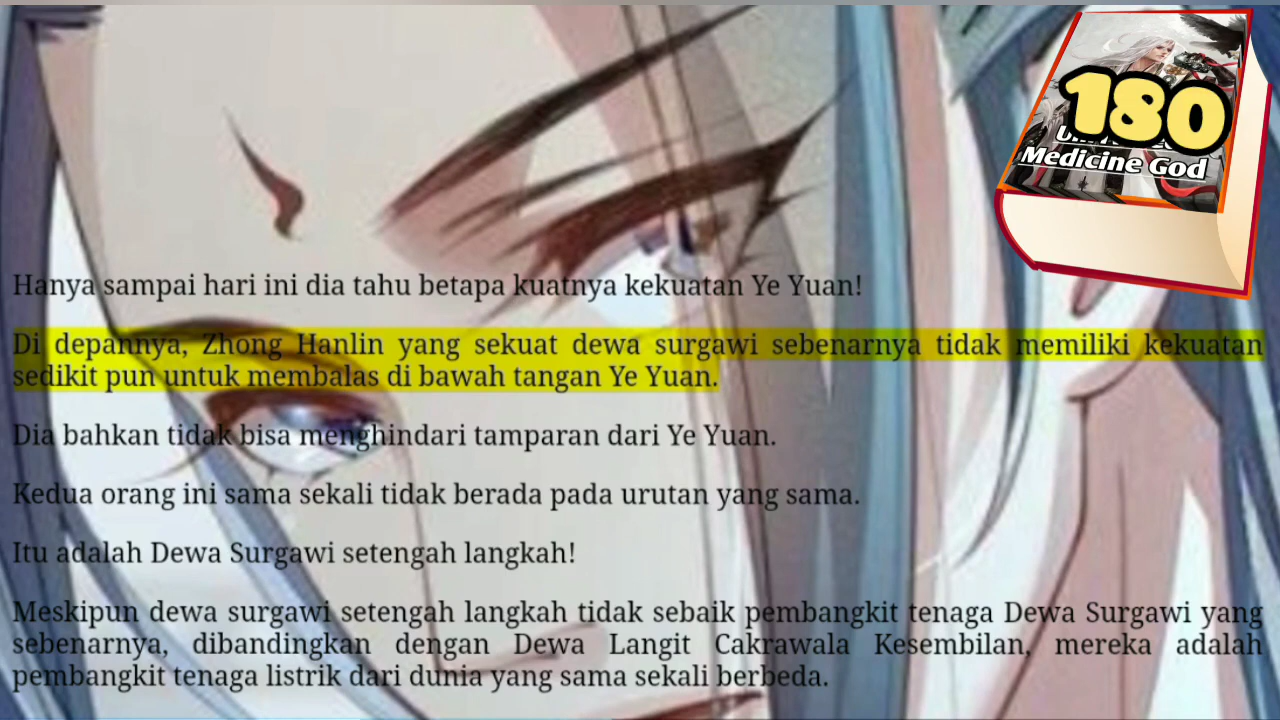 180
Medicine God
Hanya sampai hari ini dia tahu betapa kuatnya kekuatan Ye Yuan!
Di depannya, Zhong Hanlin yang sekuat dewa surgawi sebenarnya tidak memiliki kekuatan
sedikit pun untuk membalas di bawah tangan Ye Yuan.
Dia bahkan tidak bisa menghindari tamparan dari Ye Yuan.
Kedua orang ini sama sekali tidak berada pada urutan yang sama.
Itu adalah Dewa Surgawi setengah langkah!
Meskipun dewa surgawi setengah langkah tidak sebaik pembangkit tenaga Dewa Surgawi yang
sebenarnya, dibandingkan dengan Dewa Langit Cakrawala Kesembilan, mereka adalah
pembangkit tenaga listrik dari dunia yang sama sekali berbeda.